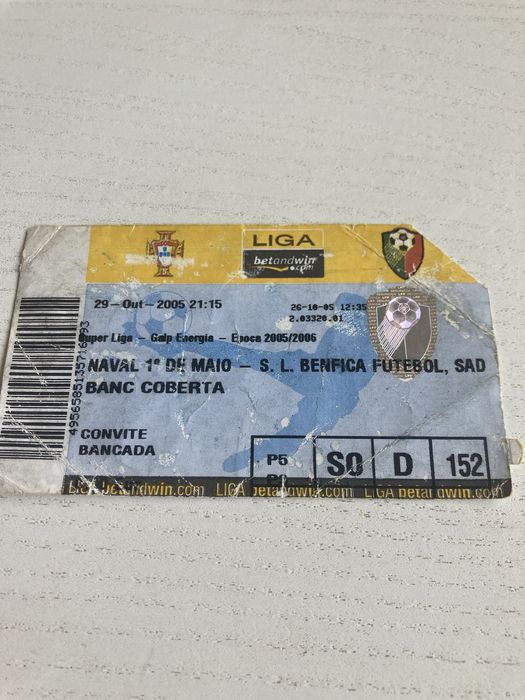 LIGA
betandwin
.com
29-Out-2005 21:15
26-10-05 12:35
2.03320.01
Super Liga - Galp Energia - Epoca 2005/2006
NAVAL 1º DE MAIO - S. L. BENFICA FUTEBOL, SAD
BANC COBERTA
CONVITE
BANCADA
P5 SO D 152
LIGA betandwin.com LIGA betandwin.com LIGA betandwin.com